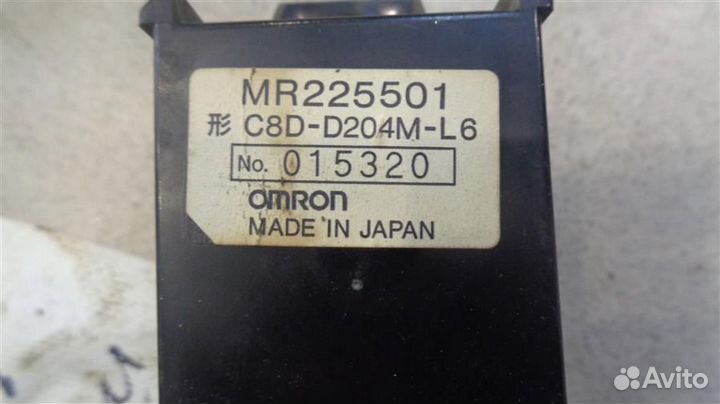 MR225501
形 C8D-D204M-L6
No. 015320
OMRON
MADE IN JAPAN
Avito